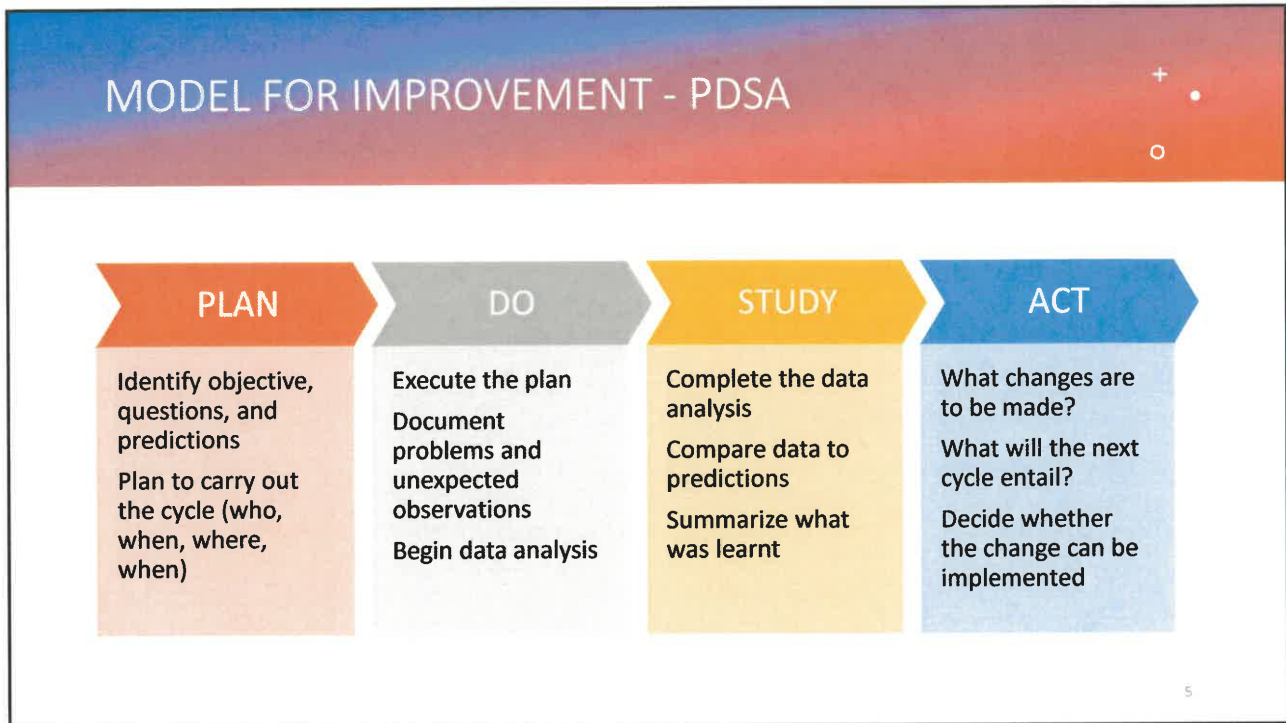 MODEL FOR IMPROVEMENT - PDSA
PLAN
Identify objective,
questions, and
predictions
Plan to carry out
the cycle (who,
when, where,
when)
DO
Execute the plan
Document
problems and
unexpected
observations
Begin data analysis
STUDY
Complete the data
analysis
Compare data to
predictions
Summarize what
was learnt
ACT
What changes are
to be made?
What will the next
cycle entail?
Decide whether
the change can be
implemented
5